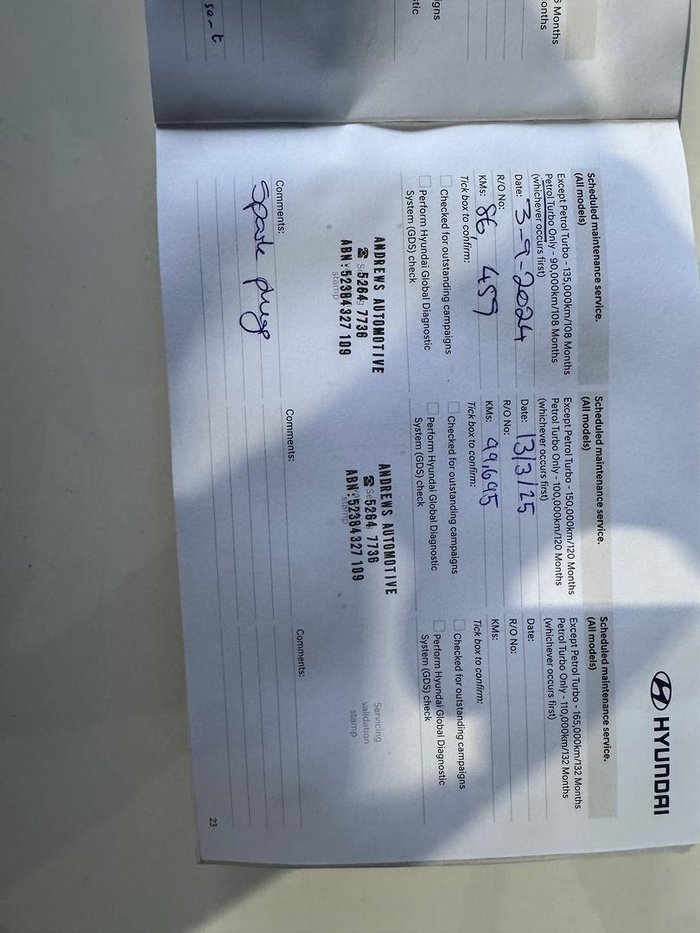 6 Months
onths
gns
tic
so-t
HYUNDAI
Scheduled maintenance service.
(All models)
Except Petrol Turbo - 135,000km/108 Months
Petrol Turbo Only - 90,000km/108 Months
(whichever occurs first)
Date: 3-9-2024
R/O No:
KMs: 86,457
Tick box to confirm:
Checked for outstanding campaigns
Perform Hyundai Global Diagnostic
System (GDS) check
ANDREWS AUTOMOTIVE
☎ 5264 7736
ABN:52384327 109
stamp
Comments:
Spark plugs
Scheduled maintenance service.
(All models)
Except Petrol Turbo - 150,000km/120 Months
Petrol Turbo Only - 100,000km/120 Months
(whichever occurs first)
Date: 13/3/25
R/O No:
KMs: 99,695
Tick box to confirm:
Checked for outstanding campaigns
Perform Hyundai Global Diagnostic
System (GDS) check
ANDREWS AUTOMOTIVE
☎ 5264 7736
ABN:52384327 109
stamp
Comments:
Scheduled maintenance service.
(All models)
Except Petrol Turbo - 165,000km/132 Months
Petrol Turbo Only - 110,000km/132 Months
(whichever occurs first)
Date:
R/O No:
KMs:
Tick box to confirm:
Checked for outstanding campaigns
Perform Hyundai Global Diagnostic
System (GDS) check
Servicing
validation
stamp
Comments:
23